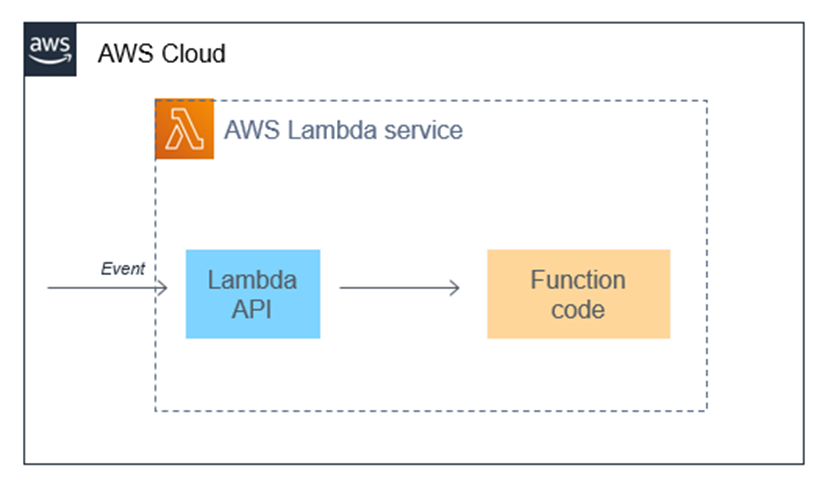 aws
AWS Cloud
AWS Lambda service
Event
Lambda
API
Function
code